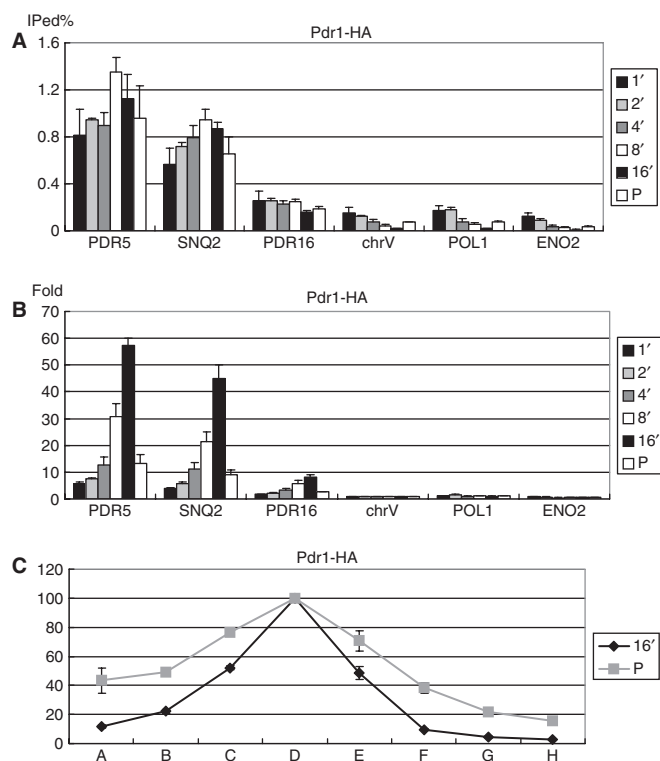 IPed%
A
Pdr1-HA
1.6
1.2
0.8
0.4
0
PDR5 SNQ2 PDR16 chrV POL1 ENO2
1′
2′
4′
8′
16′
P
Fold
B
Pdr1-HA
70
60
50
40
30
20
10
0
PDR5 SNQ2 PDR16 chrV POL1 ENO2
1′
2′
4′
8′
16′
P
C
Pdr1-HA
120
100
80
60
40
20
0
A B C D E F G H
16′
P